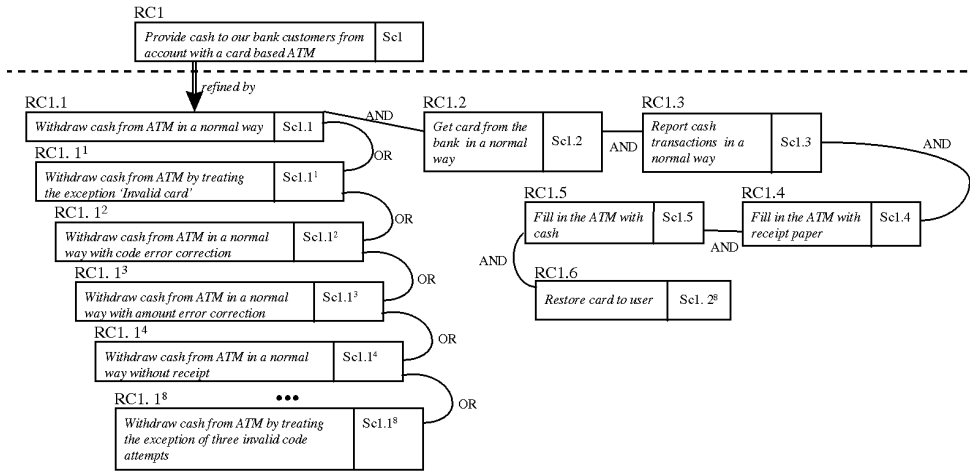 RC1
Provide cash to our bank customers from
account with a card based ATM
Sc1
refined by
RC1.1
Withdraw cash from ATM in a normal way
Sc1.1
AND
OR
RC1.2
Get card from the
bank in a normal
way
Sc1.2
AND
RC1.3
Report cash
transactions in a
normal way
Sc1.3
AND
RC1. 1¹
Withdraw cash from ATM by treating
the exception ‘Invalid card’
Sc1.1¹
OR
RC1.5
Fill in the ATM with
cash
Sc1.5
AND
RC1.4
Fill in the ATM with
receipt paper
Sc1.4
RC1. 1²
Withdraw cash from ATM in a normal
way with code error correction
Sc1.1²
OR
AND
RC1.6
Restore card to user
Sc1. 2⁸
RC1. 1³
Withdraw cash from ATM in a normal
way with amount error correction
Sc1.1³
OR
RC1. 1⁴
Withdraw cash from ATM in a normal
way without receipt
Sc1.1⁴
OR
•••
RC1. 1⁸
Withdraw cash from ATM by treating
the exception of three invalid code
attempts
Sc1.1⁸